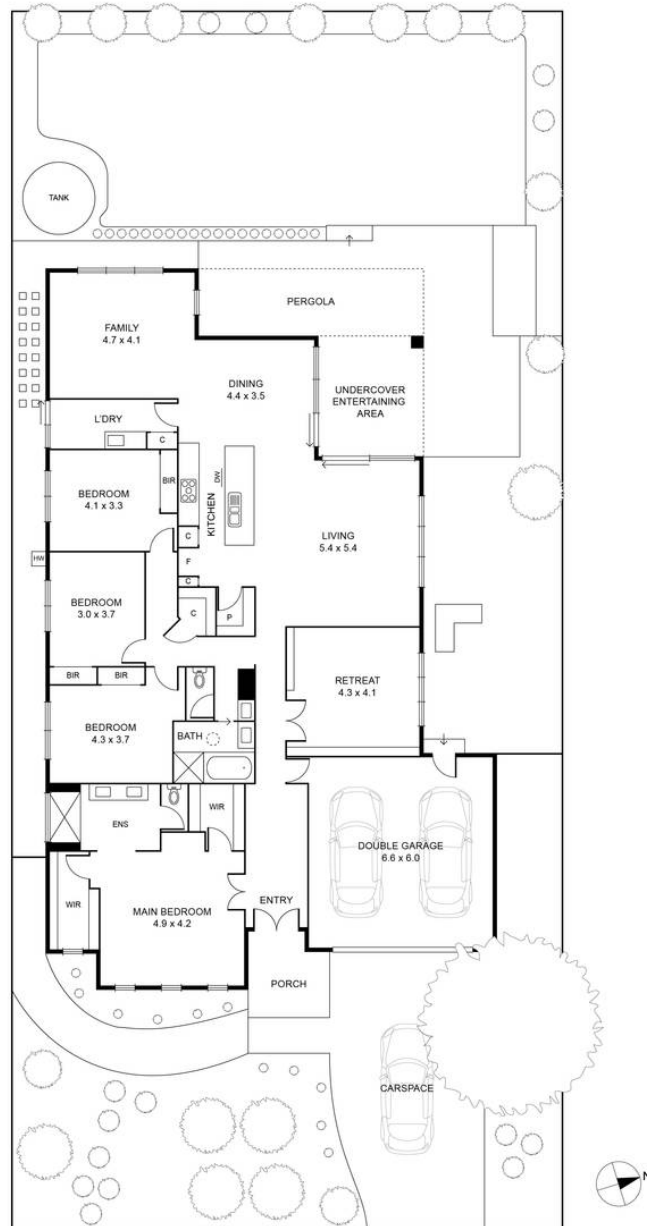 TANK
PERGOLA
FAMILY
4.7 x 4.1
DINING
4.4 x 3.5
UNDERCOVER
ENTERTAINING
AREA
L'DRY
C
BIR
BEDROOM
4.1 x 3.3
DW
KITCHEN
LIVING
5.4 x 5.4
C
HW
F
C
BEDROOM
3.0 x 3.7
C
P
BIR
BIR
RETREAT
4.3 x 4.1
BEDROOM
4.3 x 3.7
BATH
ENS
WIR
DOUBLE GARAGE
6.6 x 6.0
WIR
MAIN BEDROOM
4.9 x 4.2
ENTRY
PORCH
CARSPACE
N